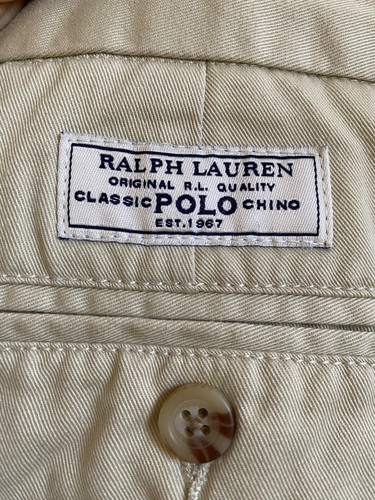 RALPH LAUREN
ORIGINAL R.L. QUALITY
CLASSIC POLO CHINO
EST. 1967